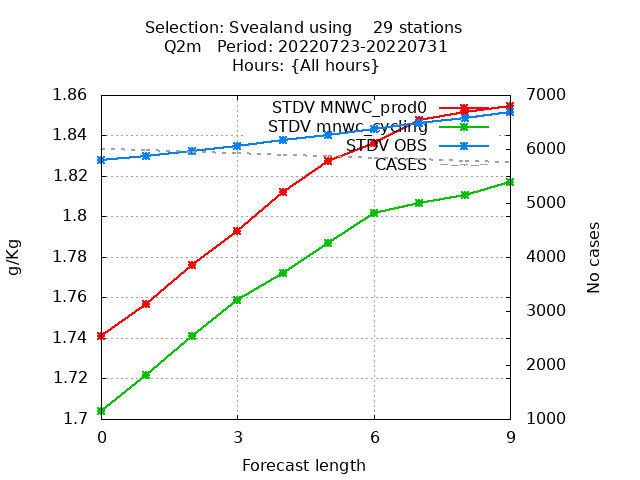 Selection: Svealand using    29 stations
Q2m   Period: 20220723-20220731
Hours: {All hours}
1.86
1.84
1.82
1.8
1.78
1.76
1.74
1.72
1.7
g/Kg
STDV MNWC_prod0
STDV mnwc_cycling
STDV OBS
CASES
7000
6000
5000
4000
3000
2000
1000
No cases
0
3
6
9
Forecast length